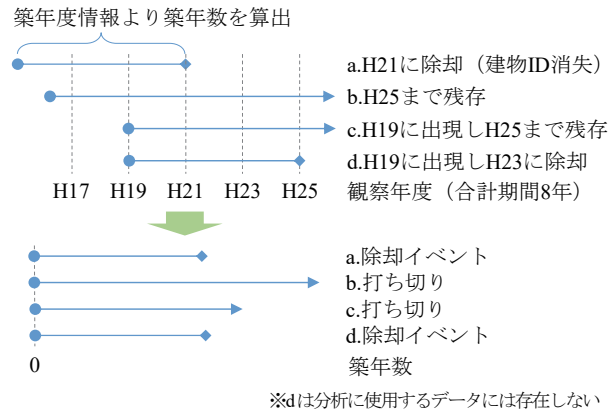 築年度情報より築年数を算出
a.H21に除却（建物ID消失）
b.H25まで残存
c.H19に出現しH25まで残存
d.H19に出現しH23に除却
H17 H19 H21 H23 H25 観察年度（合計期間8年）
a.除却イベント
b.打ち切り
c.打ち切り
d.除却イベント
0 築年数
※dは分析に使用するデータには存在しない